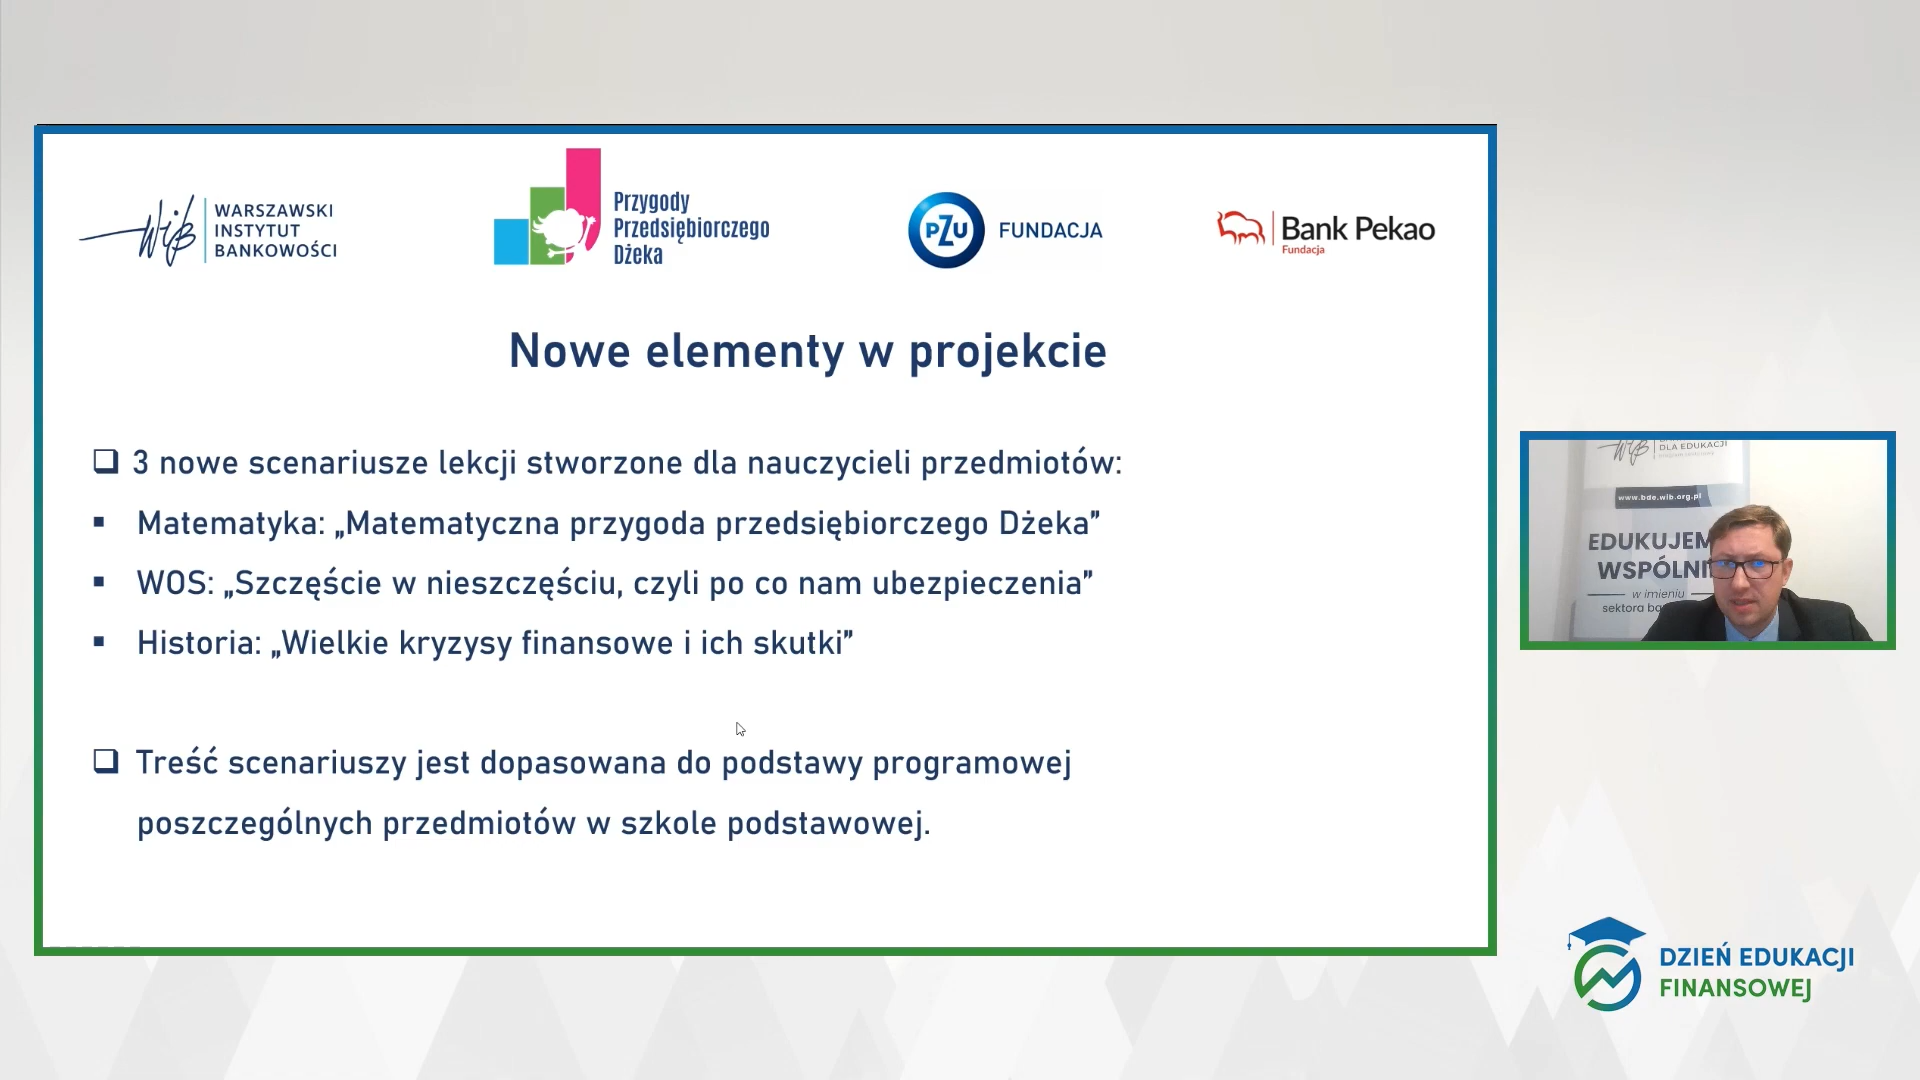 WIB
WARSZAWSKI
INSTYTUT
BANKOWOŚCI
Przygody
Przedsiębiorczego
Dżeka
PZU
FUNDACJA
Bank Pekao
Fundacja
Nowe elementy w projekcie
❑ 3 nowe scenariusze lekcji stworzone dla nauczycieli przedmiotów:
▪ Matematyka: „Matematyczna przygoda przedsiębiorczego Dżeka”
▪ WOS: „Szczęście w nieszczęściu, czyli po co nam ubezpieczenia”
▪ Historia: „Wielkie kryzysy finansowe i ich skutki”
❑ Treść scenariuszy jest dopasowana do podstawy programowej
poszczególnych przedmiotów w szkole podstawowej.
WIB
DLA EDUKACJI
www.bde.wib.org.pl
EDUKUJEM
WSPÓLNI
w imieniu
sektora ba
DZIEŃ EDUKACJI
FINANSOWEJ